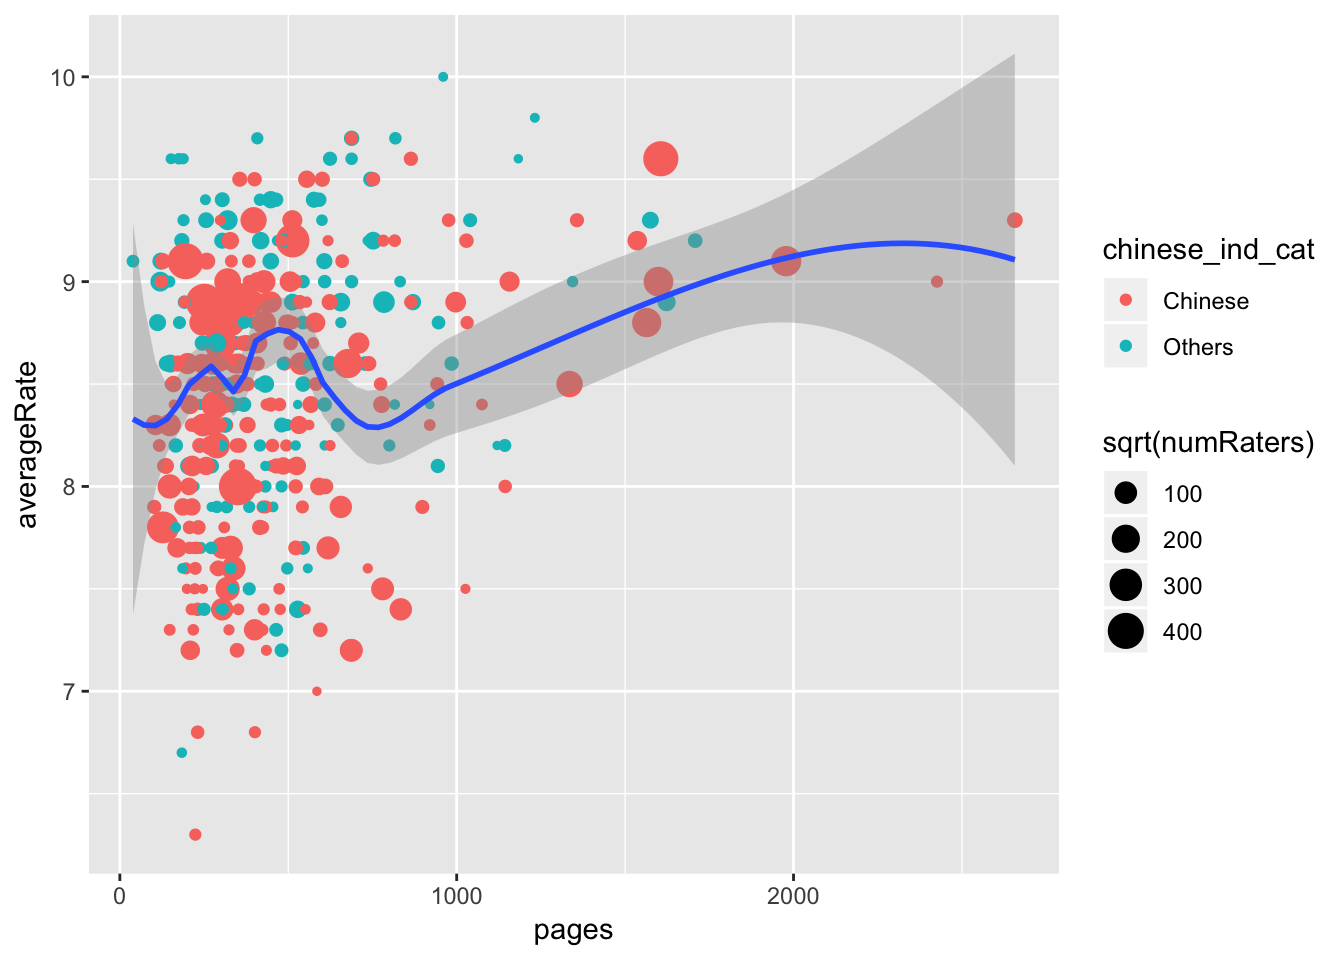 10
9
8
7
averageRate
0
1000
2000
pages
chinese_ind_cat
Chinese
Others
sqrt(numRaters)
100
200
300
400